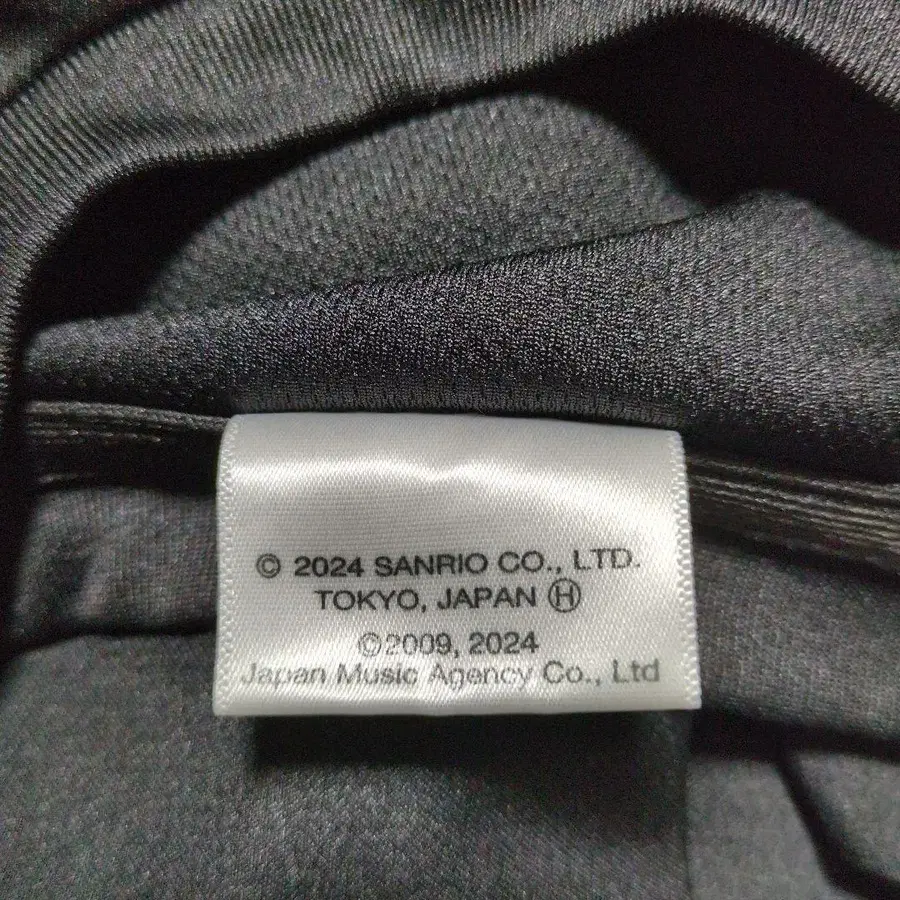 © 2024 SANRIO CO., LTD.
TOKYO, JAPAN Ⓗ
©2009, 2024
Japan Music Agency Co., Ltd